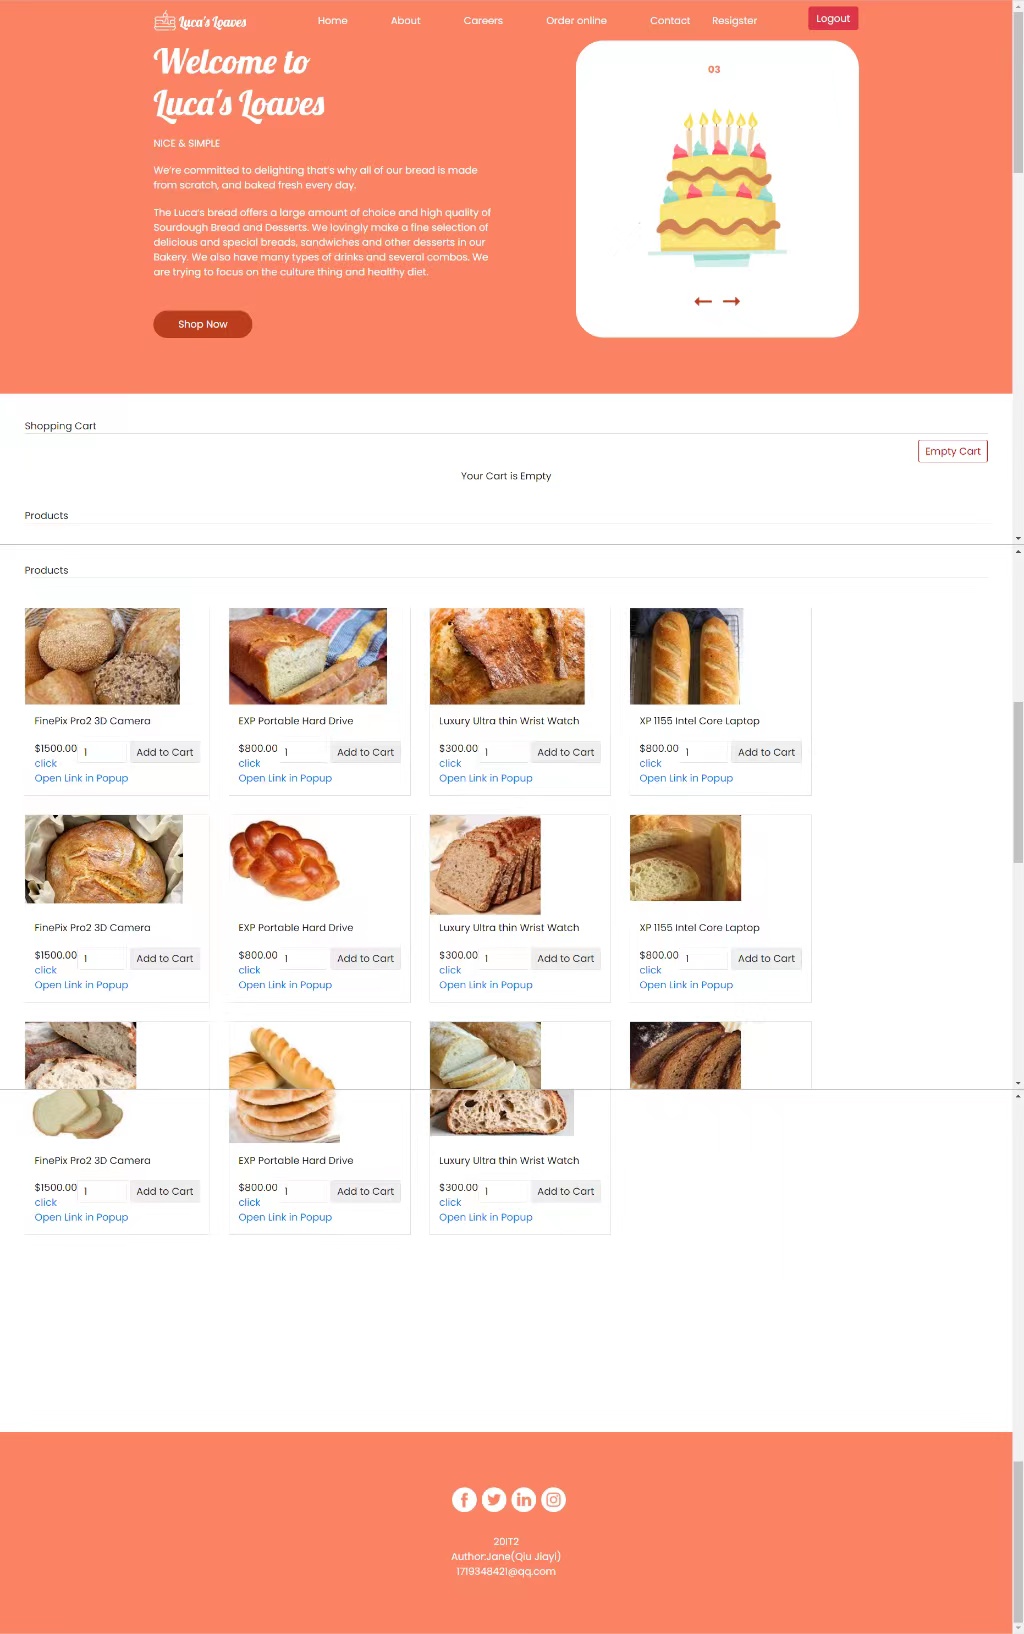 Luca's Loaves
Home
About
Careers
Order online
Contact
Resigster
Logout
Welcome to
Luca's Loaves
03
NICE & SIMPLE
We're committed to delighting that's why all of our bread is made
from scratch, and baked fresh every day.
The Luca's bread offers a large amount of choice and high quality of
Sourdough Bread and Desserts. We lovingly make a fine selection of
delicious and special breads, sandwiches and other desserts in our
Bakery. We also have many types of drinks and several combos. We
are trying to focus on the culture thing and healthy diet.
Shop Now
Shopping Cart
Empty Cart
Your Cart is Empty
Products
Products
FinePix Pro2 3D Camera
$1500.00
1
Add to Cart
click
Open Link in Popup
EXP Portable Hard Drive
$800.00
1
Add to Cart
click
Open Link in Popup
Luxury Ultra thin Wrist Watch
$300.00
1
Add to Cart
click
Open Link in Popup
XP 1155 Intel Core Laptop
$800.00
1
Add to Cart
click
Open Link in Popup
FinePix Pro2 3D Camera
$1500.00
1
Add to Cart
click
Open Link in Popup
EXP Portable Hard Drive
$800.00
1
Add to Cart
click
Open Link in Popup
Luxury Ultra thin Wrist Watch
$300.00
1
Add to Cart
click
Open Link in Popup
XP 1155 Intel Core Laptop
$800.00
1
Add to Cart
click
Open Link in Popup
FinePix Pro2 3D Camera
$1500.00
1
Add to Cart
click
Open Link in Popup
EXP Portable Hard Drive
$800.00
1
Add to Cart
click
Open Link in Popup
Luxury Ultra thin Wrist Watch
$300.00
1
Add to Cart
click
Open Link in Popup
20IT2
Author:Jane(Qiu Jiayi)
1719348421@qq.com